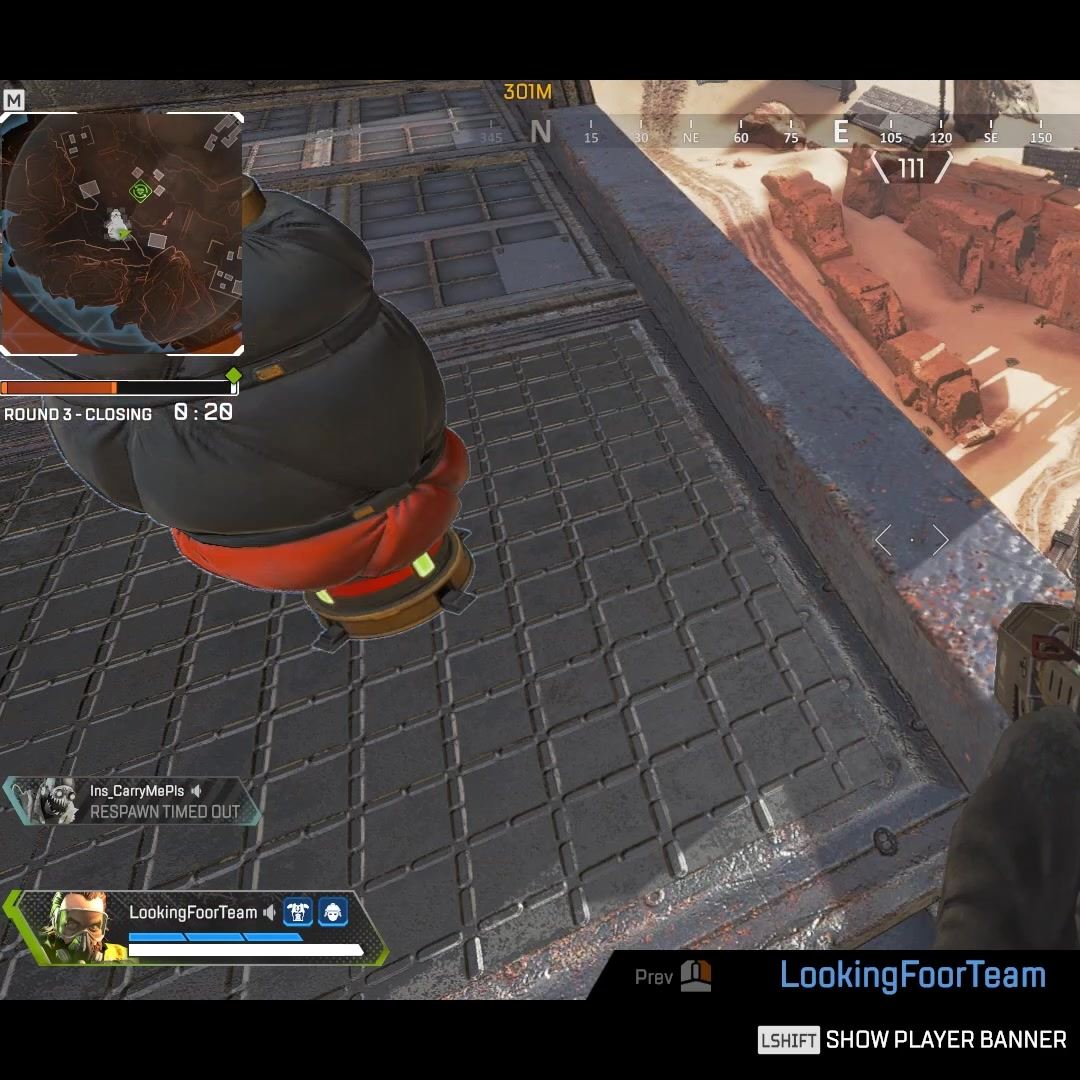 M
301M
345 N 15 30 NE 60 75 E 105 120 SE 150
111
ROUND 3 - CLOSING 0:20
Ins_CarryMePls
RESPAWN TIMED OUT
LookingFoorTeam
Prev
LookingFoorTeam
LSHIFT SHOW PLAYER BANNER